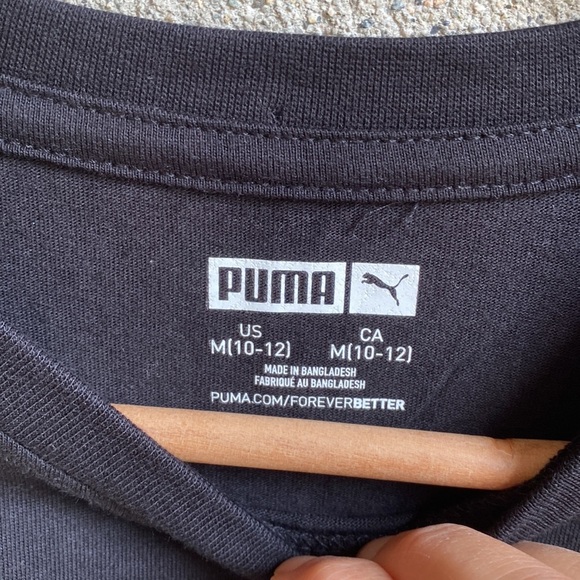 PUMA
US CA
M(10-12) M(10-12)
MADE IN BANGLADESH
FABRIQUÉ AU BANGLADESH
PUMA.COM/FOREVERBETTER